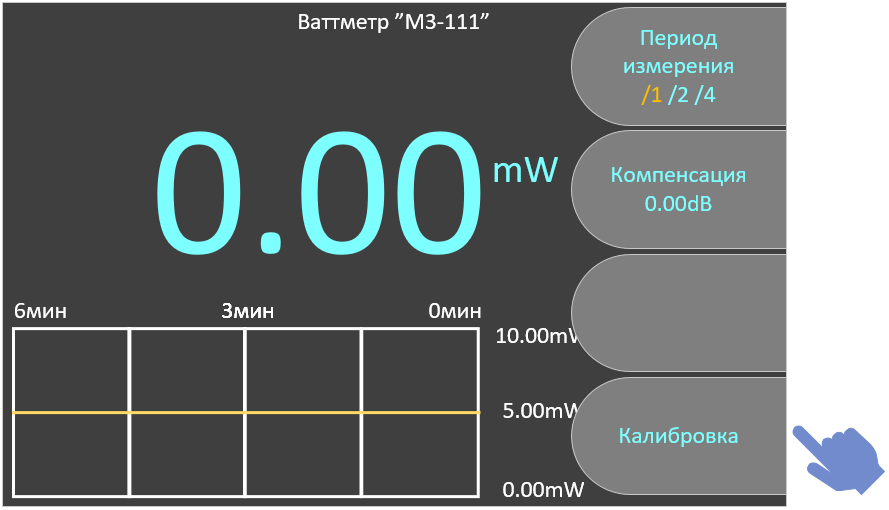 Ваттметр ”М3-111”
Период
измерения
/1 /2 /4
0.00 mW
Компенсация
0.00dB
6мин 3мин 0мин
10.00mW
5.00mW
0.00mW
Калибровка